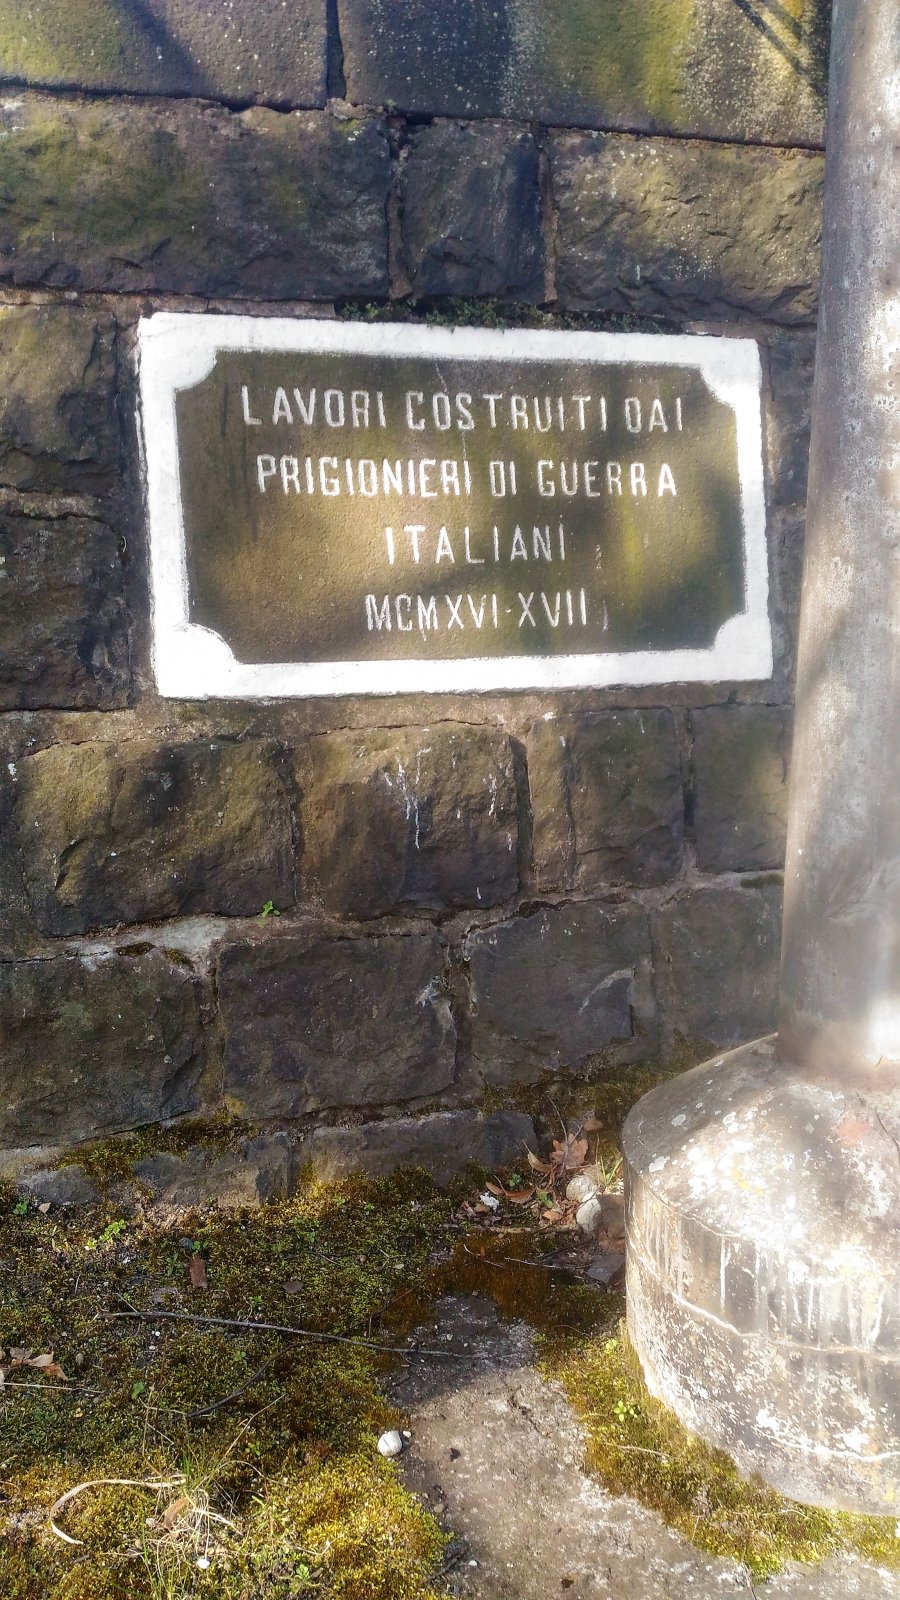 LAVORI COSTRUITI DAI
PRIGIONIERI DI GUERRA
ITALIANI
MCMXVI-XVII